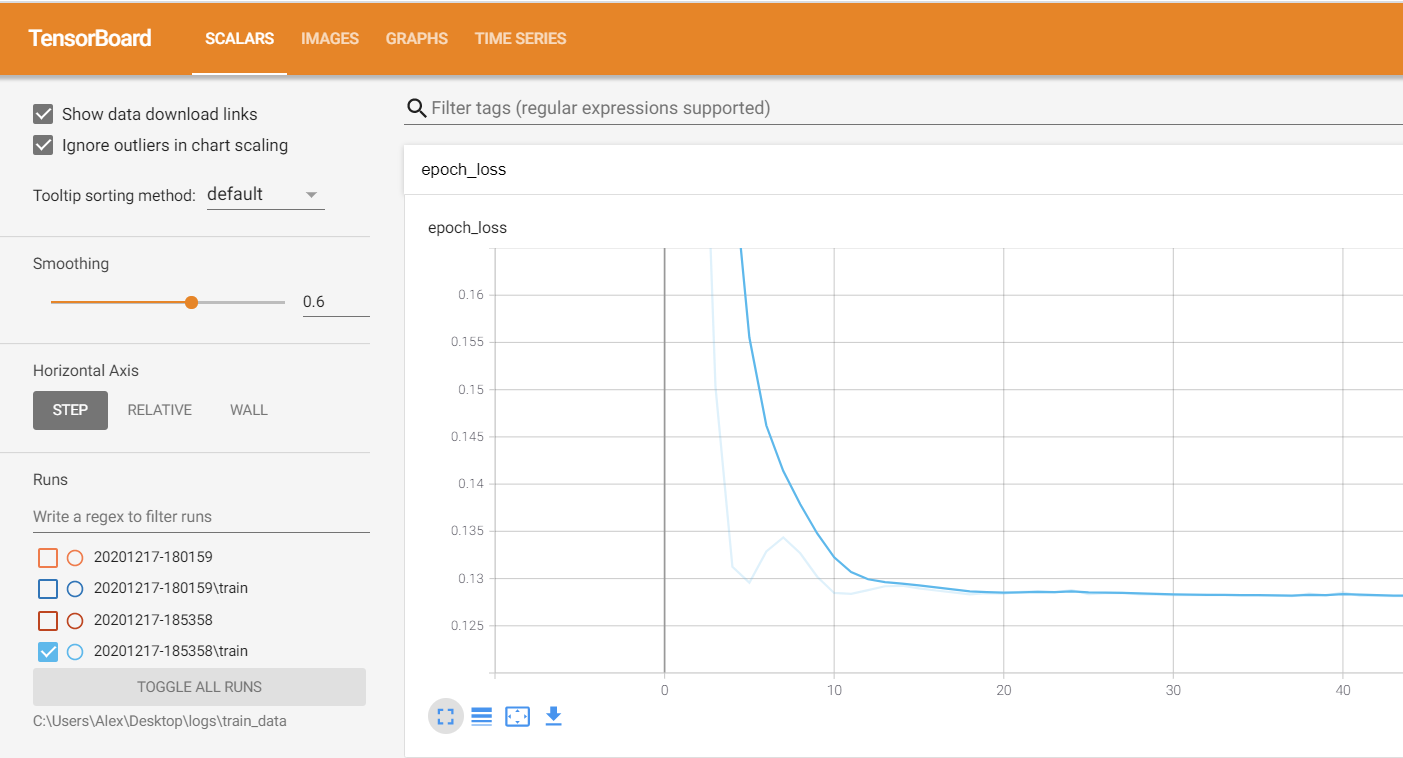 TensorBoard SCALARS IMAGES GRAPHS TIME SERIES
Show data download links
Ignore outliers in chart scaling
Tooltip sorting method: default
Smoothing
0.6
Horizontal Axis
STEP RELATIVE WALL
Runs
Write a regex to filter runs
20201217-180159
20201217-180159\train
20201217-185358
20201217-185358\train
TOGGLE ALL RUNS
C:\Users\Alex\Desktop\logs\train_data
Filter tags (regular expressions supported)
epoch_loss
epoch_loss
0.16
0.155
0.15
0.145
0.14
0.135
0.13
0.125
0 10 20 30 40